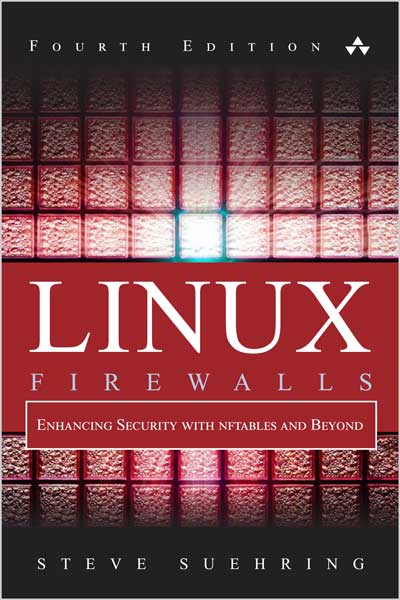 FOURTH EDITION
LINUX
FIREWALLS
ENHANCING SECURITY WITH NFTABLES AND BEYOND
STEVE SUEHRING